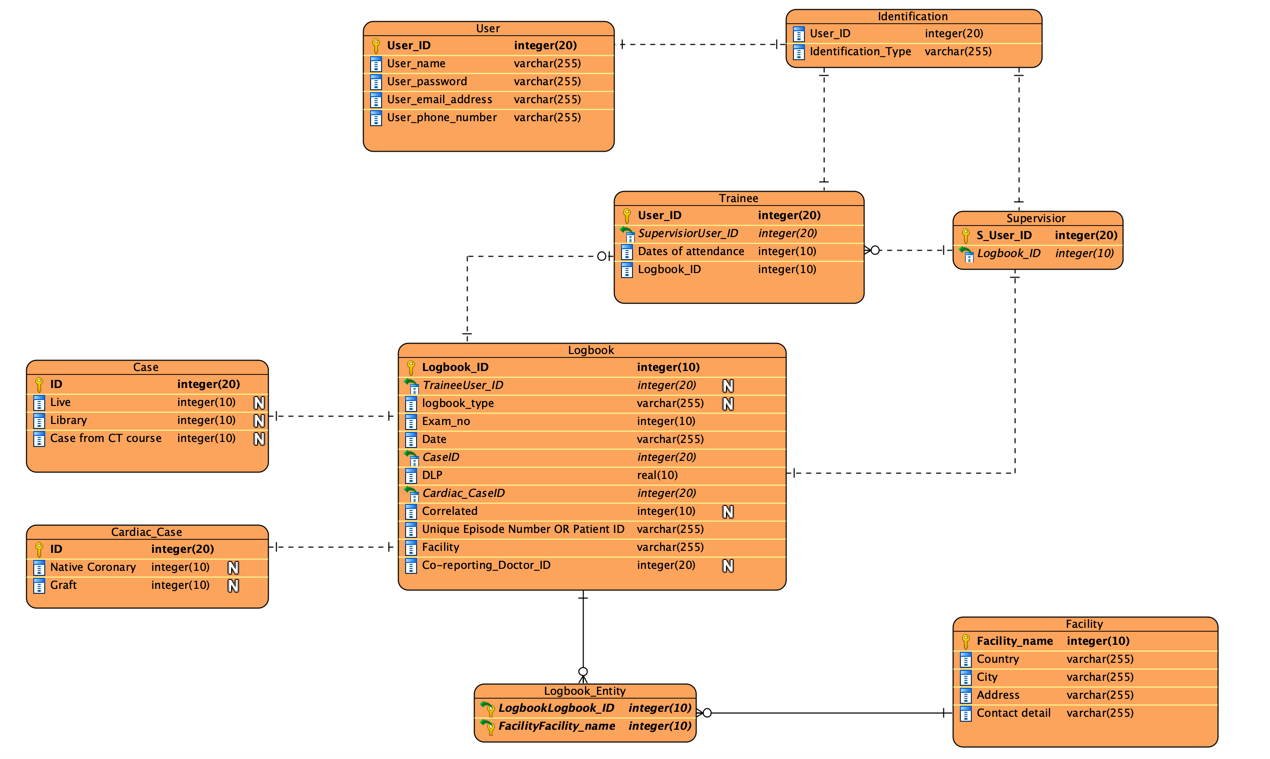 User
User_ID integer(20)
User_name varchar(255)
User_password varchar(255)
User_email_address varchar(255)
User_phone_number varchar(255)
Identification
User_ID integer(20)
Identification_Type varchar(255)
Trainee
User_ID integer(20)
SupervisiorUser_ID integer(20)
Dates of attendance integer(10)
Logbook_ID integer(10)
Supervisior
S_User_ID integer(20)
Logbook_ID integer(10)
Logbook
Logbook_ID integer(10)
TraineeUser_ID integer(20) N
logbook_type varchar(255) N
Exam_no integer(10)
Date varchar(255)
CaseID integer(20)
DLP real(10)
Cardiac_CaseID integer(20)
Correlated integer(10) N
Unique Episode Number OR Patient ID varchar(255)
Facility varchar(255)
Co-reporting_Doctor_ID integer(20) N
Case
ID integer(20)
Live integer(10) N
Library integer(10) N
Case from CT course integer(10) N
Cardiac_Case
ID integer(20)
Native Coronary integer(10) N
Graft integer(10) N
Logbook_Entity
LogbookLogbook_ID integer(10)
FacilityFacility_name integer(10)
Facility
Facility_name integer(10)
Country varchar(255)
City varchar(255)
Address varchar(255)
Contact detail varchar(255)